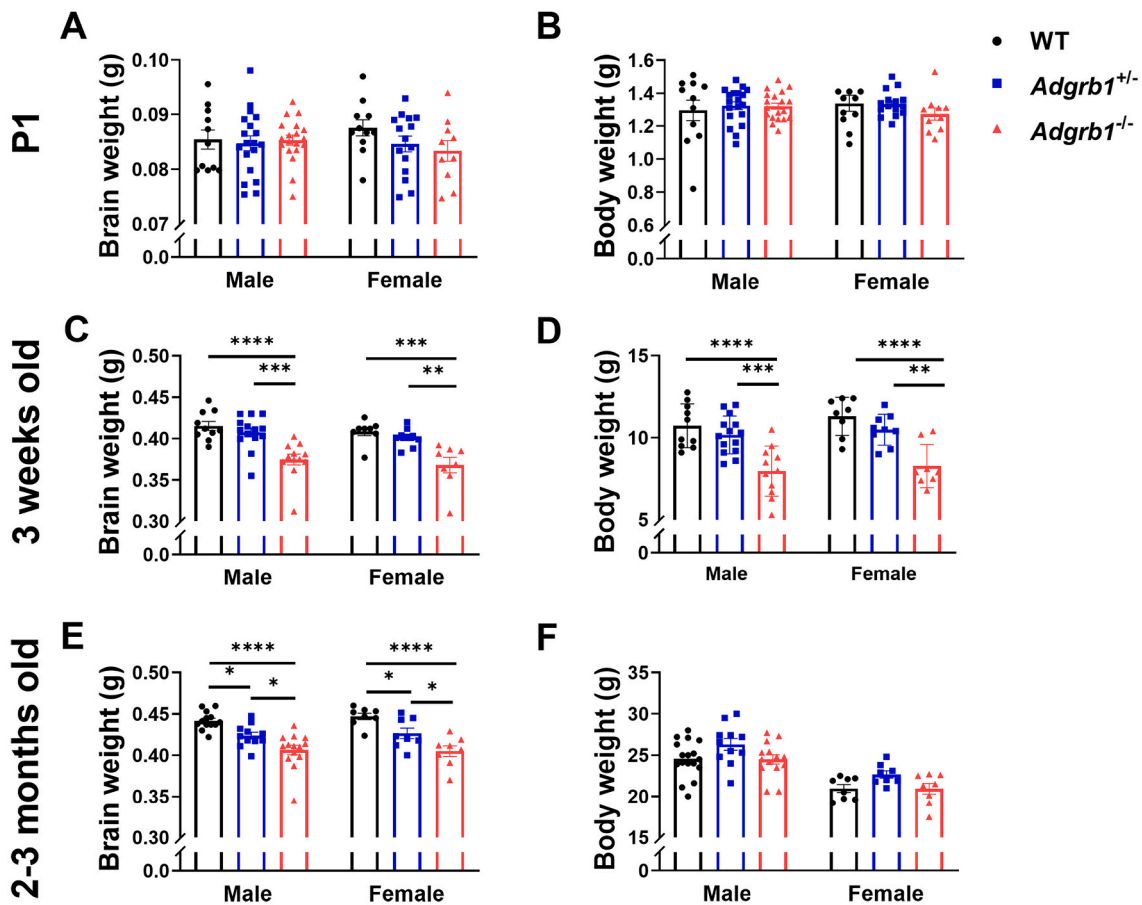 A
B
WT
Adgrb1+/-
Adgrb1-/-
P1
Brain weight (g)
0.10
0.09
0.08
0.07
0.0
Male
Female
Body weight (g)
1.6
1.4
1.2
1.0
0.8
0.6
0.0
Male
Female
3 weeks old
C
D
Brain weight (g)
0.50
0.45
0.40
0.35
0.30
0.0
****
***
***
**
Male
Female
Body weight (g)
15
10
5
0
****
***
****
**
Male
Female
2-3 months old
E
F
Brain weight (g)
0.50
0.45
0.40
0.35
0.30
0.0
****
*
*
****
*
*
Male
Female
Body weight (g)
35
30
25
20
15
0
Male
Female